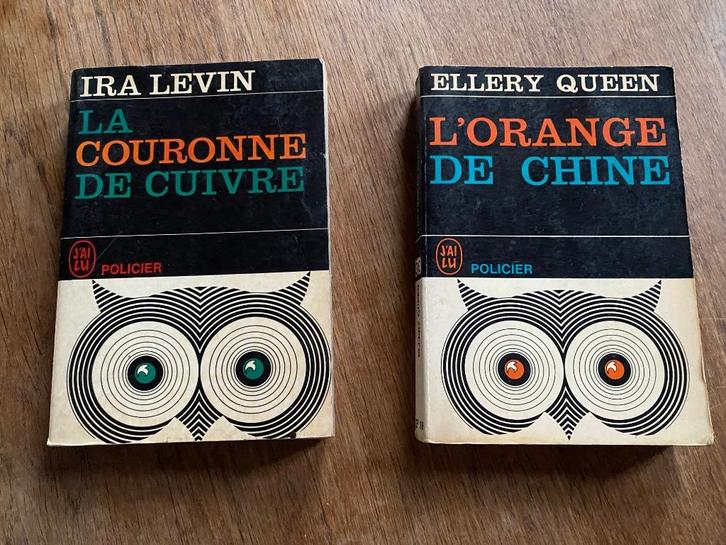 IRA LEVIN
LA
COURONNE
DE CUIVRE
J'AI
LU
POLICIER
ELLERY QUEEN
L'ORANGE
DE CHINE
J'AI
LU
POLICIER